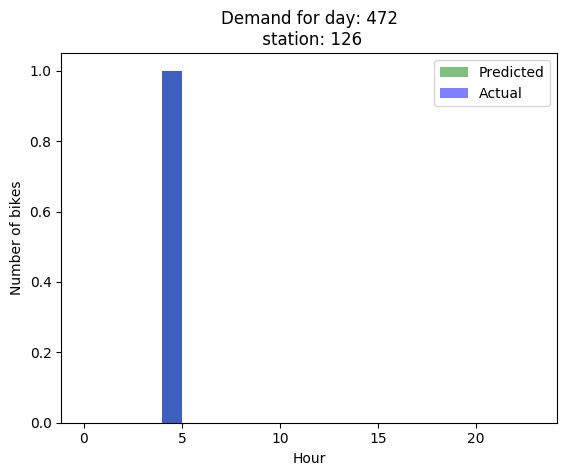 Demand for day: 472
station: 126
Predicted
Actual
1.0
0.8
0.6
0.4
0.2
0.0
Number of bikes
0 5 10 15 20
Hour